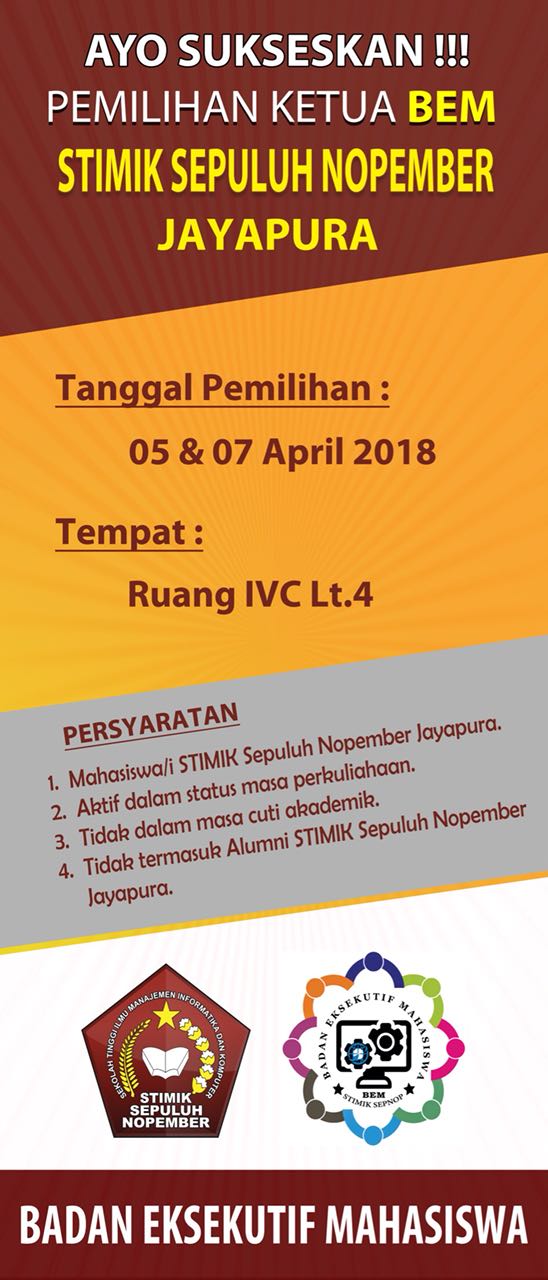 AYO SUKSESKAN !!!
PEMILIHAN KETUA BEM
STIMIK SEPULUH NOPEMBER
JAYAPURA
Tanggal Pemilihan :
05 & 07 April 2018
Tempat :
Ruang IVC Lt.4
PERSYARATAN
1. Mahasiswa/i STIMIK Sepuluh Nopember Jayapura.
2. Aktif dalam status masa perkuliahaan.
3. Tidak dalam masa cuti akademik.
4. Tidak termasuk Alumni STIMIK Sepuluh Nopember
Jayapura.
SEKOLAH TINGGI ILMU MANAJEMEN INFORMATIKA DAN KOMPUTER
STIMIK
SEPULUH
NOPEMBER
BADAN EKSEKUTIF MAHASISWA
BEM
STIMIK SEPNOP
BADAN EKSEKUTIF MAHASISWA